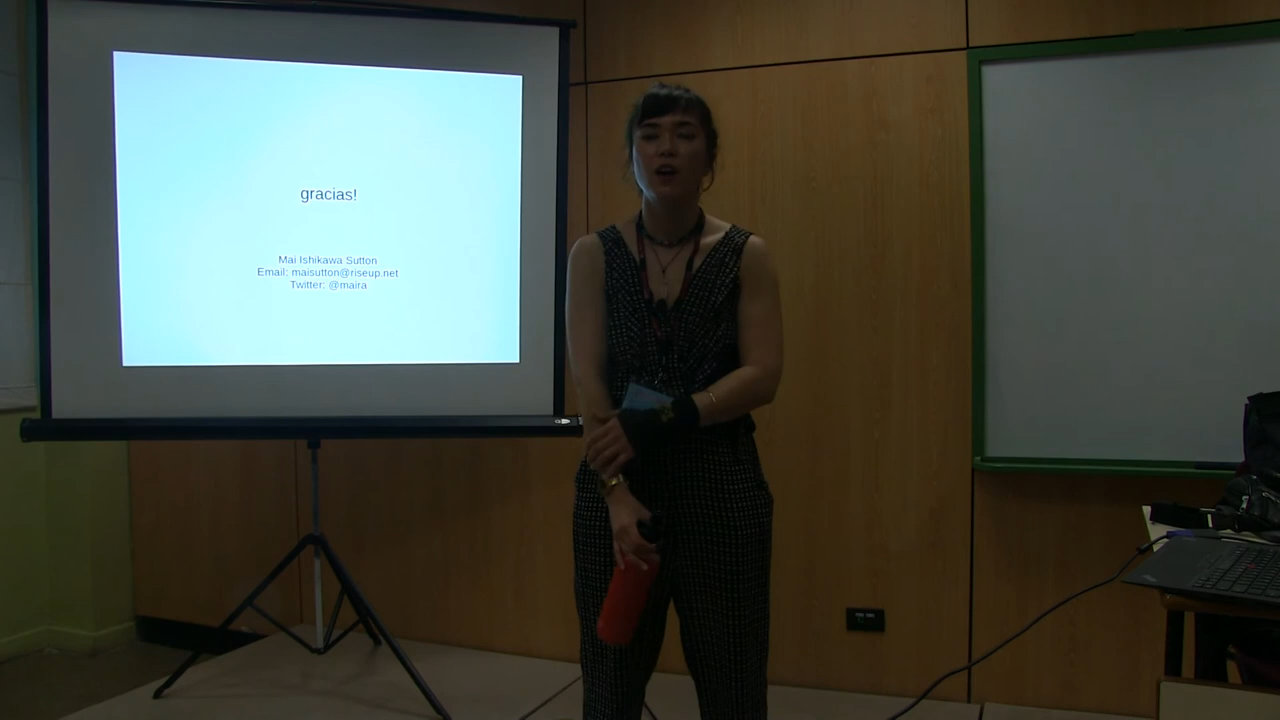 gracias!
Mai Ishikawa Sutton
Email: maisutton@riseup.net
Twitter: @maira